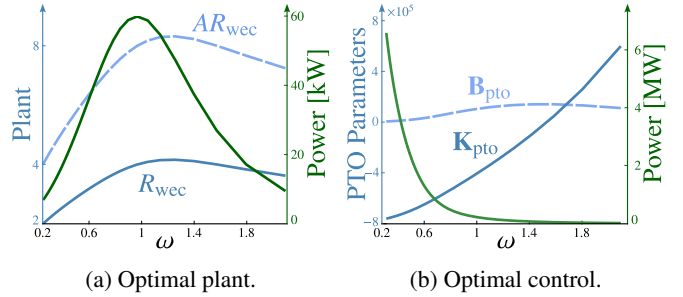 Plant
8
4
2
AR_wec
R_wec
60
40
20
0
Power [kW]
0.2 0.6 1 1.4 1.8
ω
(a) Optimal plant.
PTO Parameters
×10⁵
8
4
0
−4
−8
B_pto
K_pto
6
4
2
0
Power [MW]
0.2 0.6 1 1.4 1.8
ω
(b) Optimal control.